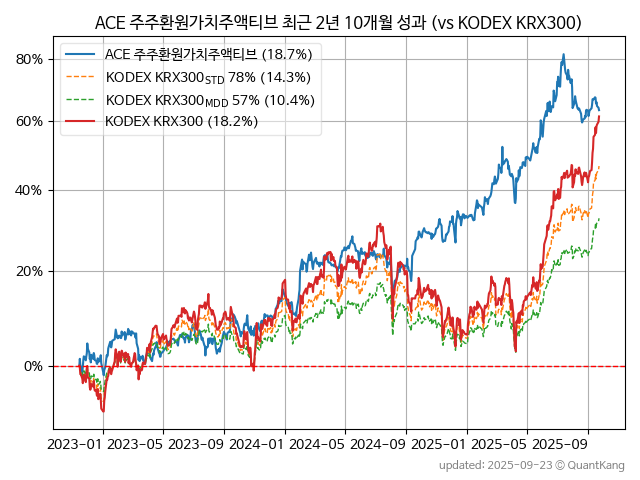 ACE 주주환원가치주액티브 최근 2년 10개월 성과 (vs KODEX KRX300)
ACE 주주환원가치주액티브 (18.7%)
KODEX KRX300STD 78% (14.3%)
KODEX KRX300MDD 57% (10.4%)
KODEX KRX300 (18.2%)
80%
60%
40%
20%
0%
2023-01 2023-05 2023-09 2024-01 2024-05 2024-09 2025-01 2025-05 2025-09
updated: 2025-09-23 © QuantKang